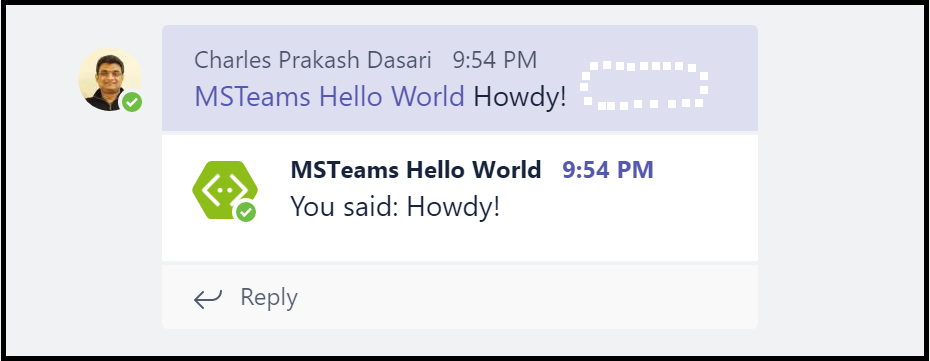 Charles Prakash Dasari 9:54 PM
MSTeams Hello World Howdy!
MSTeams Hello World 9:54 PM
You said: Howdy!
Reply